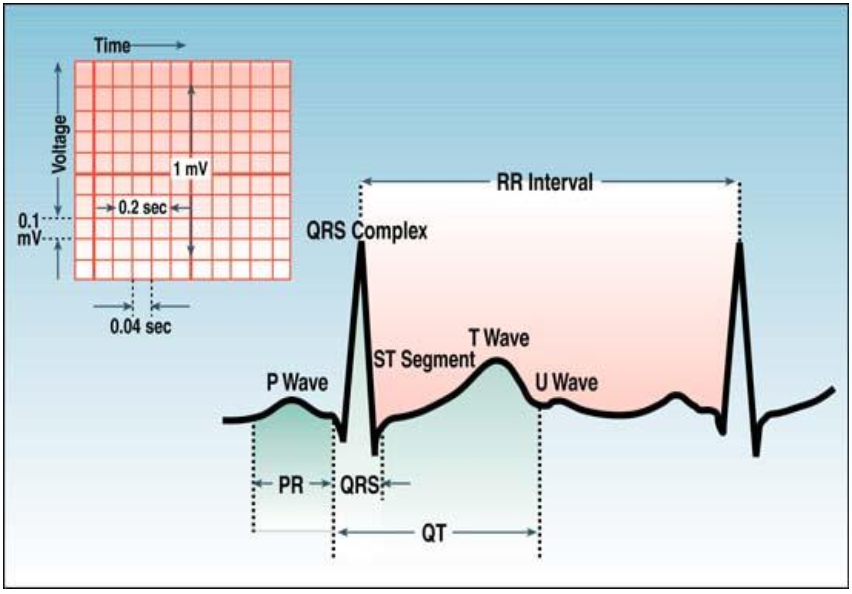 Time
Voltage
1 mV
0.2 sec
0.1
mV
0.04 sec
RR Interval
QRS Complex
T Wave
ST Segment
P Wave
U Wave
PR
QRS
QT